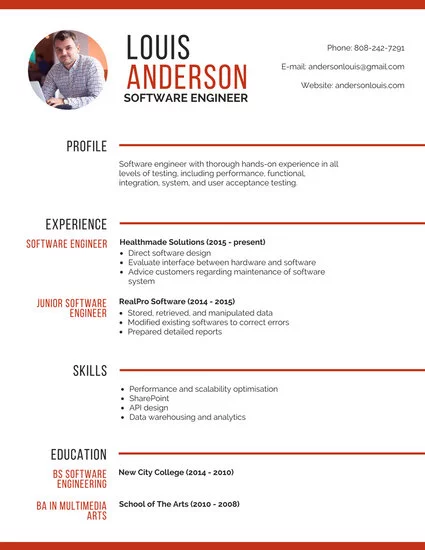 LOUIS
ANDERSON
SOFTWARE ENGINEER
Phone: 808-242-7291
E-mail: andersonlouis@gmail.com
Website: andersonlouis.com
PROFILE
Software engineer with thorough hands-on experience in all
levels of testing, including performance, functional,
integration, system, and user acceptance testing.
EXPERIENCE
SOFTWARE ENGINEER
Healthmade Solutions (2015 - present)
• Direct software design
• Evaluate interface between hardware and software
• Advice customers regarding maintenance of software
system
JUNIOR SOFTWARE
ENGINEER
RealPro Software (2014 - 2015)
• Stored, retrieved, and manipulated data
• Modified existing softwares to correct errors
• Prepared detailed reports
SKILLS
• Performance and scalability optimisation
• SharePoint
• API design
• Data warehousing and analytics
EDUCATION
BS SOFTWARE
ENGINEERING
New City College (2014 - 2010)
BA IN MULTIMEDIA
ARTS
School of The Arts (2010 - 2008)